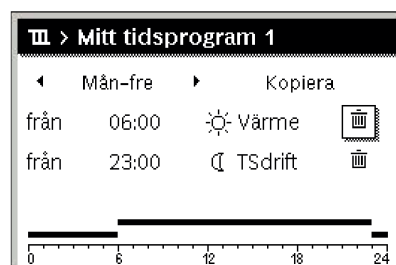 > Mitt tidsprogram 1
Mån-fre Kopiera
från 06:00 Värme
från 23:00 TSdrift
0 6 12 18 24